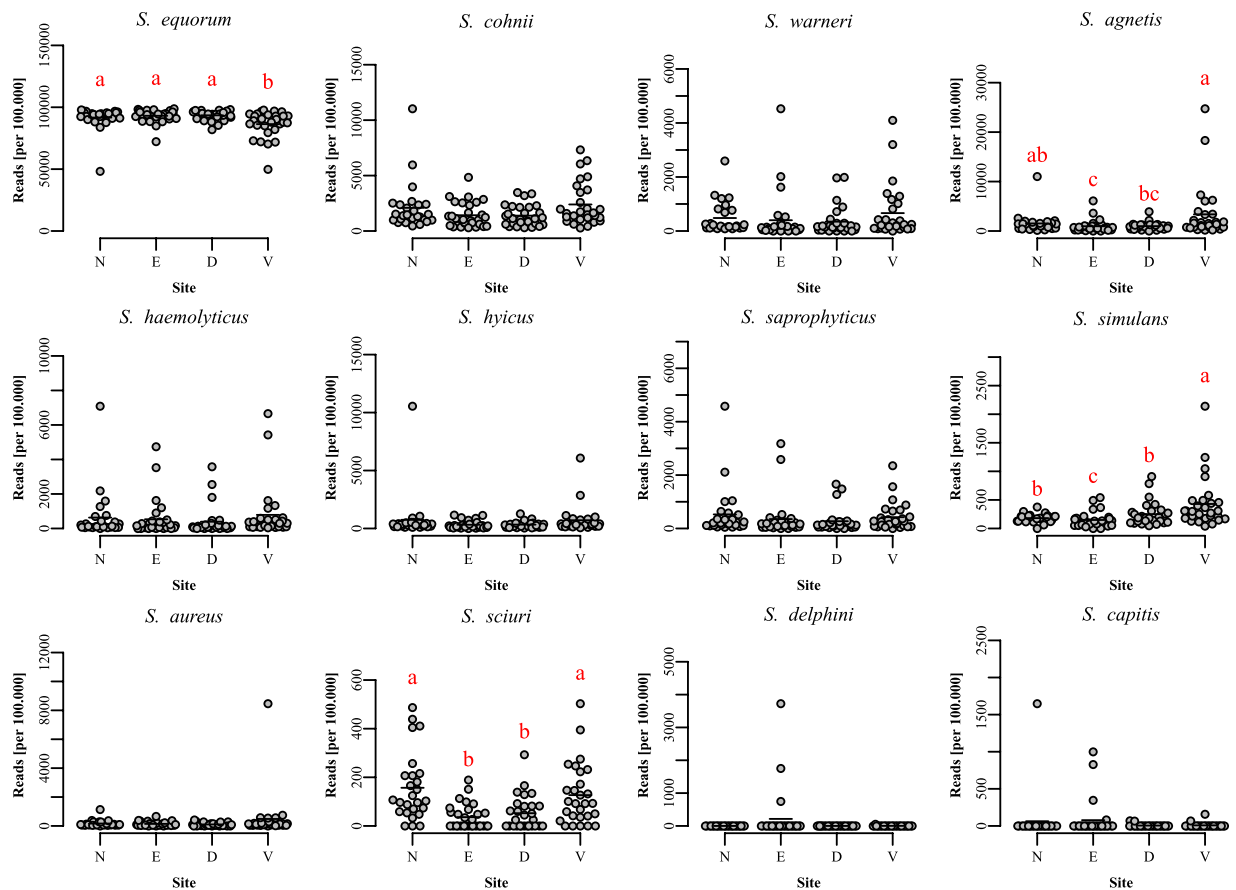 S. equorum
Reads [per 100.000]
0 50000 100000 150000
a a a b
N E D V
Site
S. cohnii
Reads [per 100.000]
0 5000 10000 15000
N E D V
Site
S. warneri
Reads [per 100.000]
0 2000 4000 6000
N E D V
Site
S. agnetis
Reads [per 100.000]
0 10000 20000 30000
ab c bc a
N E D V
Site
S. haemolyticus
Reads [per 100.000]
0 2000 6000 10000
N E D V
Site
S. hyicus
Reads [per 100.000]
0 5000 10000 15000
N E D V
Site
S. saprophyticus
Reads [per 100.000]
0 2000 4000 6000
N E D V
Site
S. simulans
Reads [per 100.000]
0 500 1500 2500
b c b a
N E D V
Site
S. aureus
Reads [per 100.000]
0 4000 8000 12000
N E D V
Site
S. sciuri
Reads [per 100.000]
0 200 400 600
a b b a
N E D V
Site
S. delphini
Reads [per 100.000]
0 1000 3000 5000
N E D V
Site
S. capitis
Reads [per 100.000]
0 500 1500 2500
N E D V
Site